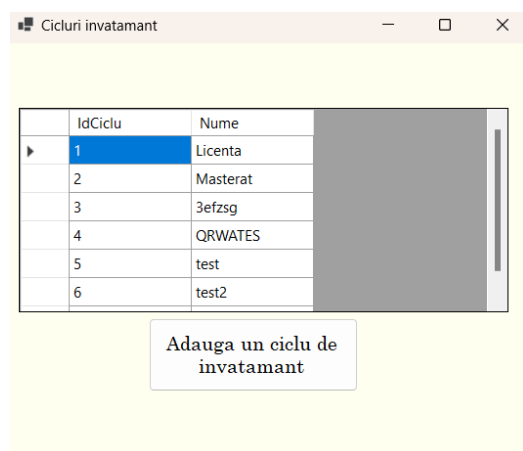 Cicluri invatamant
IdCiclu Nume
1 Licenta
2 Masterat
3 3efzsg
4 QRWATES
5 test
6 test2
Adauga un ciclu de
invatamant